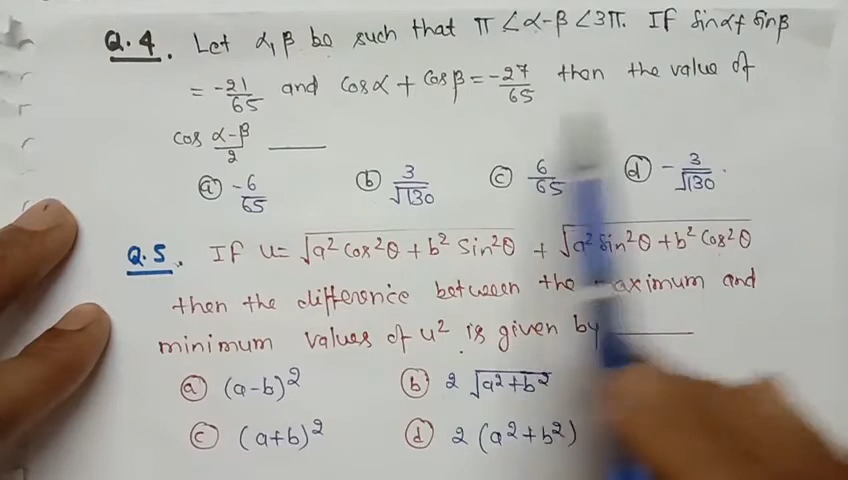 Q.4. Let α, β be such that π < α-β < 3π. If sinα + sinβ
= -21/65 and cosα + cosβ = -27/65 then the value of
cos α-β/2 ____
ⓐ -6/65 ⓑ 3/√130 ⓒ 6/65 ⓓ -3/√130.
Q.5. If u = √a² cos²θ + b² sin²θ + √a² sin²θ + b² cos²θ
then the difference between the maximum and
minimum values of u² is given by ____
ⓐ (a-b)² ⓑ 2 √a²+b²
ⓒ (a+b)² ⓓ 2 (a²+b²)